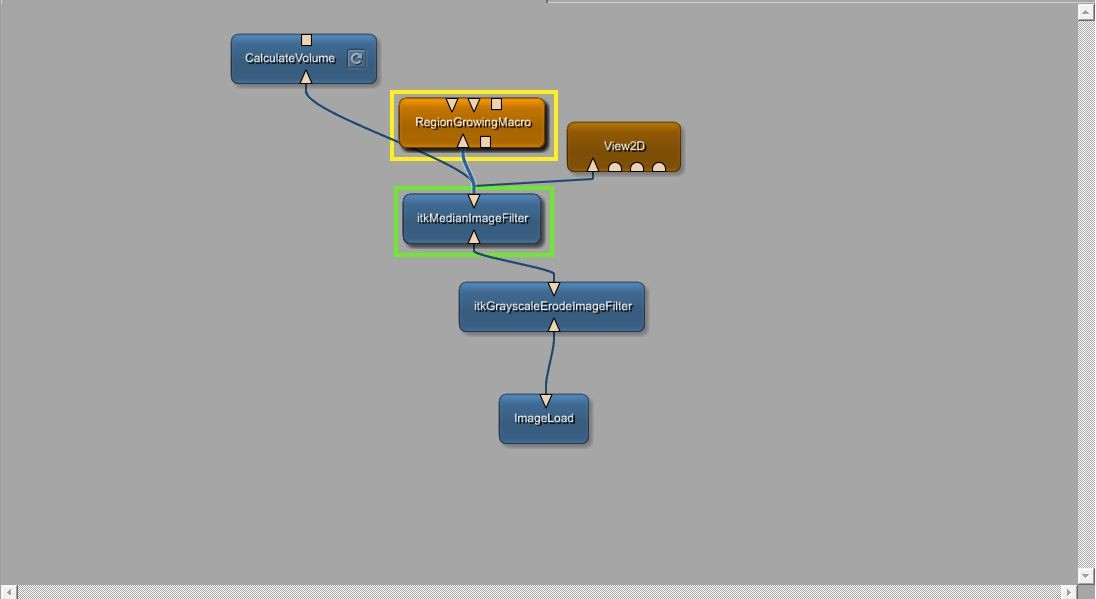 CalculateVolume
RegionGrowingMacro
View2D
itkMedianImageFilter
itkGrayscaleErodeImageFilter
ImageLoad